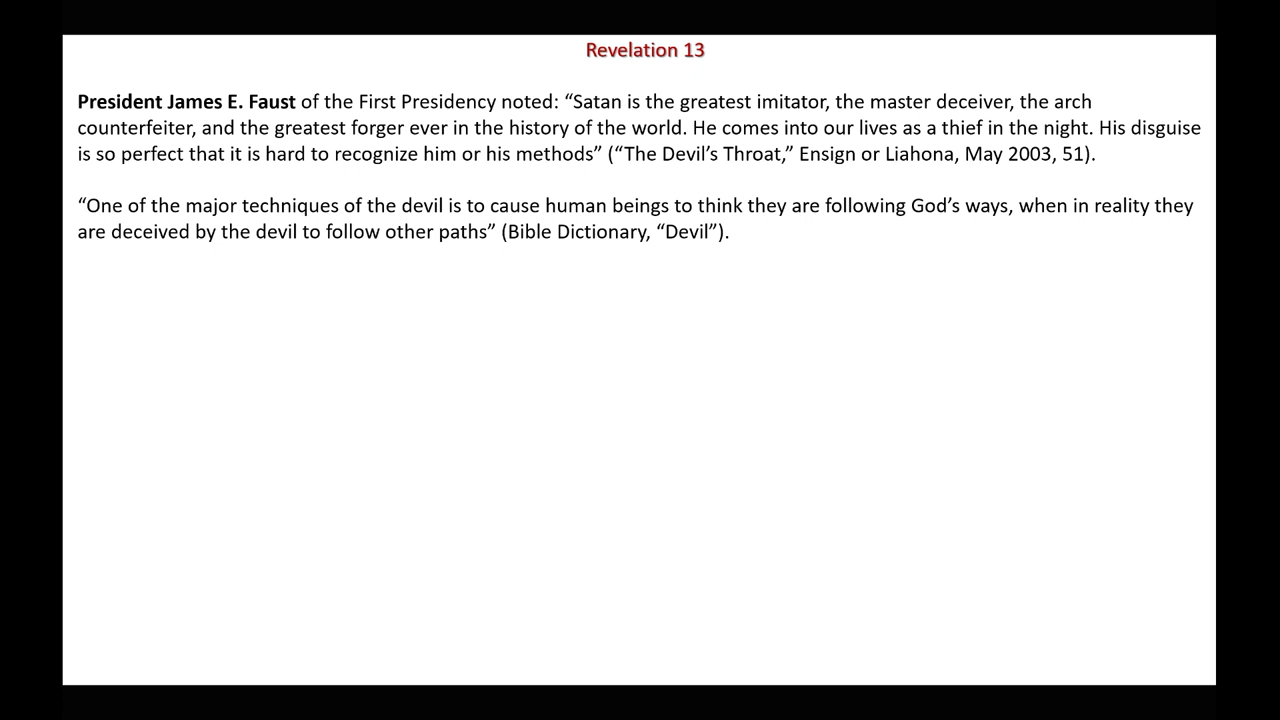 Revelation 13
President James E. Faust of the First Presidency noted: “Satan is the greatest imitator, the master deceiver, the arch
counterfeiter, and the greatest forger ever in the history of the world. He comes into our lives as a thief in the night. His disguise
is so perfect that it is hard to recognize him or his methods” (“The Devil’s Throat,” Ensign or Liahona, May 2003, 51).
“One of the major techniques of the devil is to cause human beings to think they are following God’s ways, when in reality they
are deceived by the devil to follow other paths” (Bible Dictionary, “Devil”).